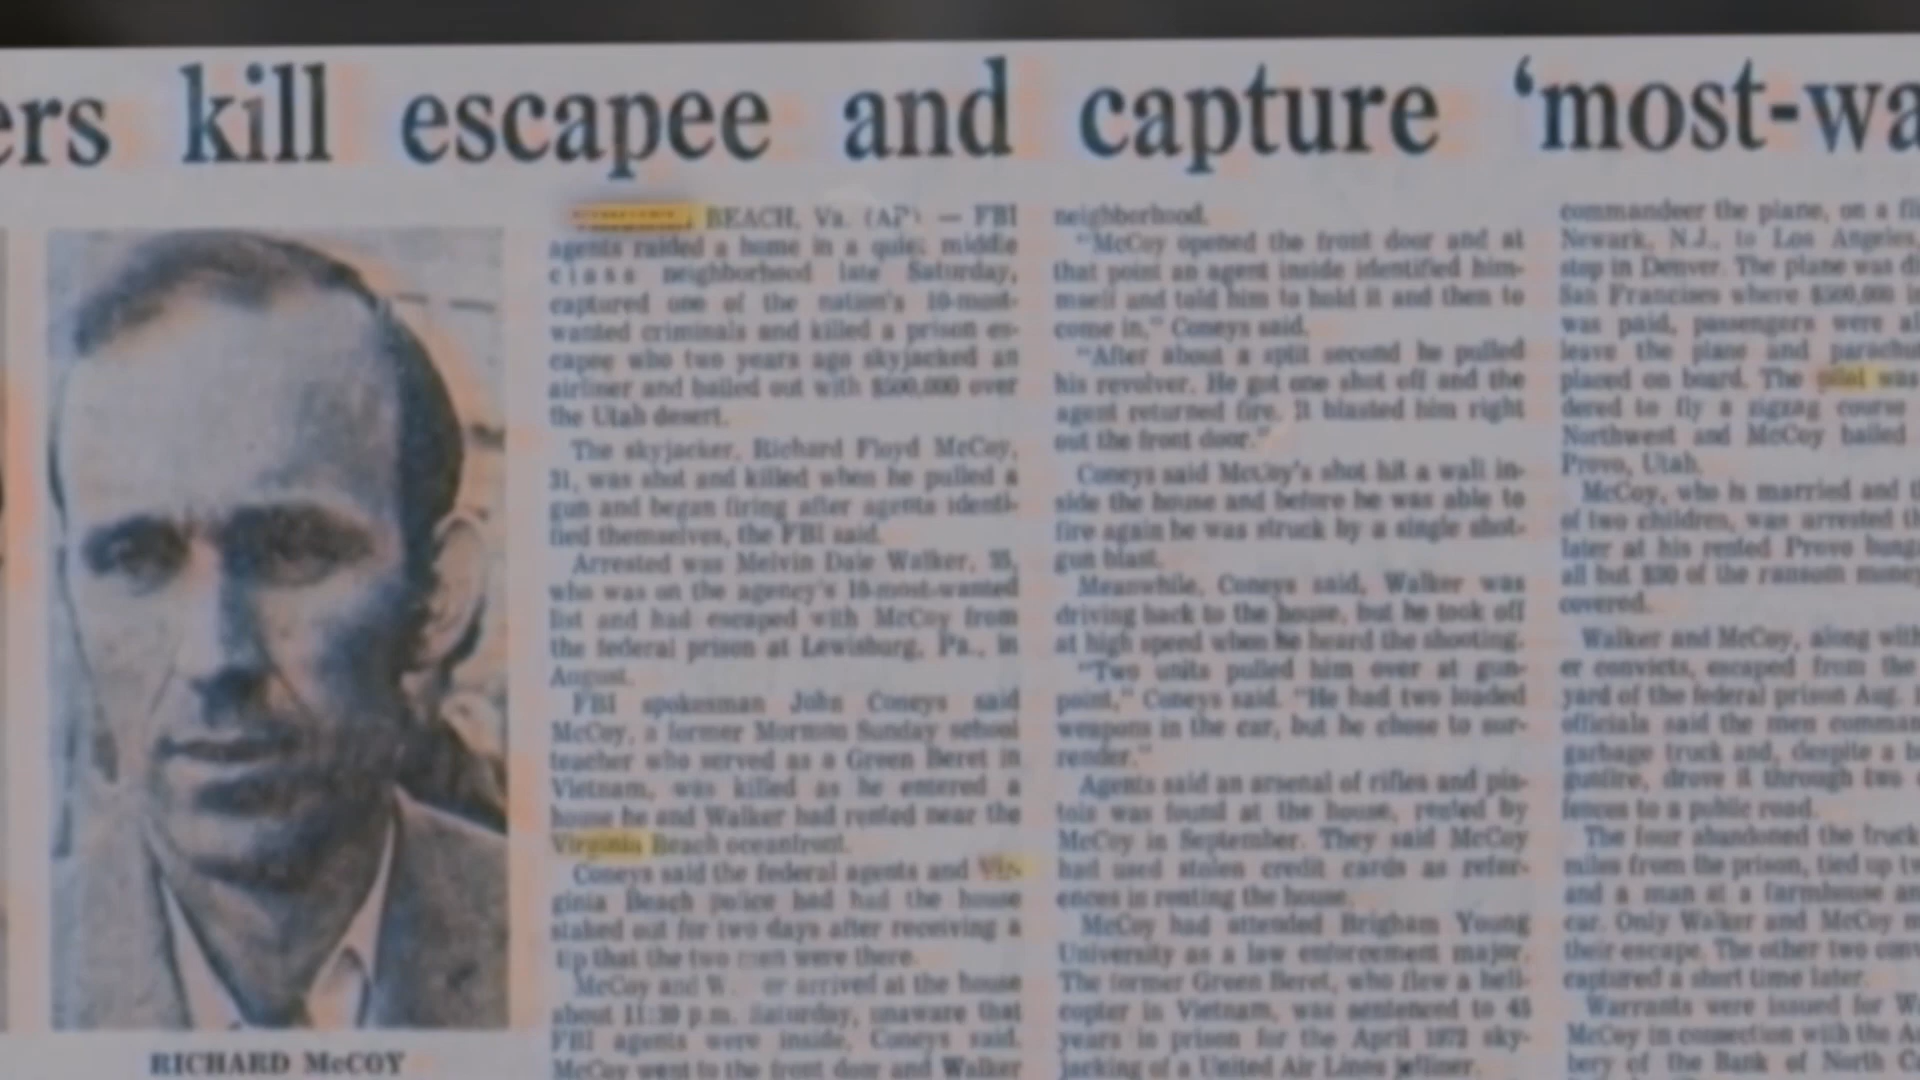 ers kill escapee and capture ‘most-wa
RICHARD McCOY
BEACH, Va. (AP) — FBI
agents raided a home in a quiet middle
class neighborhood late Saturday,
captured one of the nation's 10-most-
wanted criminals and killed a prison es-
capee who two years ago skyjacked an
airliner and bailed out with $500,000 over
the Utah desert.
The skyjacker, Richard Floyd McCoy,
31, was shot and killed when he pulled a
gun and began firing after agents identi-
fied themselves, the FBI said.
Arrested was Melvin Dale Walker, 35,
who was on the agency's 10-most-wanted
list and had escaped with McCoy from
the federal prison at Lewisburg, Pa., in
August.
FBI spokesman John Coneys said
McCoy, a former Mormon Sunday school
teacher who served as a Green Beret in
Vietnam, was killed as he entered a
house he and Walker had rented near the
Virginia Beach oceanfront.
Coneys said the federal agents and Vir-
ginia Beach police had had the house
staked out for two days after receiving a
tip that the two men were there.
McCoy and W er arrived at the house
about 11:30 p.m. Saturday, unaware that
FBI agents were inside, Coneys said.
McCoy went to the front door and Walker
neighborhood.
"McCoy opened the front door and at
that point an agent inside identified him-
mself and told him to hold it and then to
come in," Coneys said.
"After about a split second he pulled
his revolver. He got one shot off and the
agent returned fire. It blasted him right
out the front door."
Coneys said McCoy's shot hit a wall in-
side the house and before he was able to
fire again he was struck by a single shot-
gun blast.
Meanwhile, Coneys said, Walker was
driving back to the house, but he took off
at high speed when he heard the shooting.
"Two units pulled him over at gun-
point," Coneys said. "He had two loaded
weapons in the car, but he chose to sur-
render."
Agents said an arsenal of rifles and pis-
tols was found at the house, rented by
McCoy in September. They said McCoy
had used stolen credit cards as refer-
ences in renting the house.
McCoy had attended Brigham Young
University as a law enforcement major.
The former Green Beret, who flew a heli-
copter in Vietnam, was sentenced to 45
years in prison for the April 1972 sky-
jacking of a United Air Lines jetliner.
commandeer the plane, on a fli
Newark, N.J., to Los Angeles,
stop in Denver. The plane was di
San Francisco where $500,000 in
was paid, passengers were al
leave the plane and parachut
placed on board. The pilot was
dered to fly a zigzag course
Northwest and McCoy bailed
Provo, Utah.
McCoy, who is married and t
of two children, was arrested th
later at his rented Provo bunga
all but $30 of the ransom money
covered.
Walker and McCoy, along with
er convicts, escaped from the
yard of the federal prison Aug. 1
officials said the men comman
garbage truck and, despite a b
gunfire, drove it through two
fences to a public road.
The four abandoned the truck
miles from the prison, tied up tw
and a man at a farmhouse an
car. Only Walker and McCoy m
their escape. The other two conv
captured a short time later.
Warrants were issued for W
McCoy in connection with the A
bery of the Bank of North C